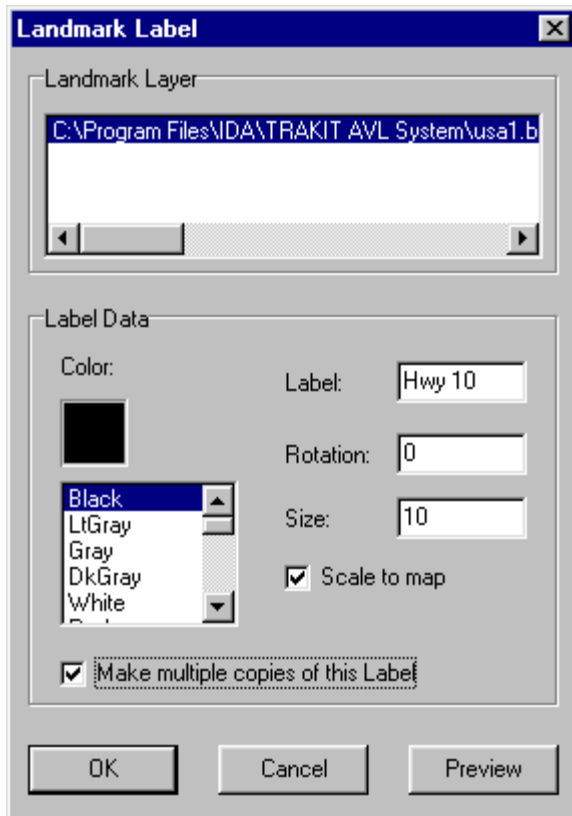 Landmark Label
Landmark Layer
C:\Program Files\IDA\TRAKIT AVL System\usa1.b
Label Data
Color:
Label: Hwy 10
Rotation: 0
Size: 10
Black
LtGray
Gray
DkGray
White
Scale to map
Make multiple copies of this Label
OK Cancel Preview